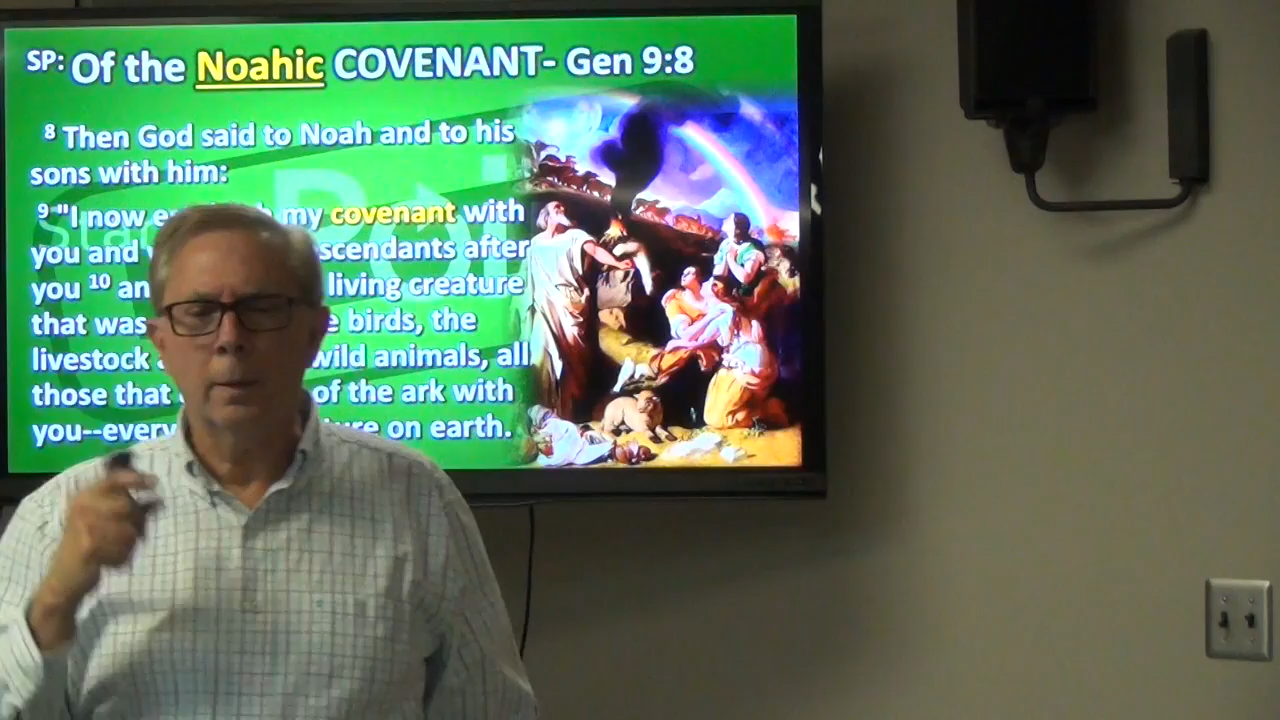 SP: Of the Noahic COVENANT- Gen 9:8
8 Then God said to Noah and to his
sons with him:
9 "I now my covenant with
you and scendants after
you 10 an living creature
that was e birds, the
livestock wild animals, all
those that of the ark with
you--every ture on earth.